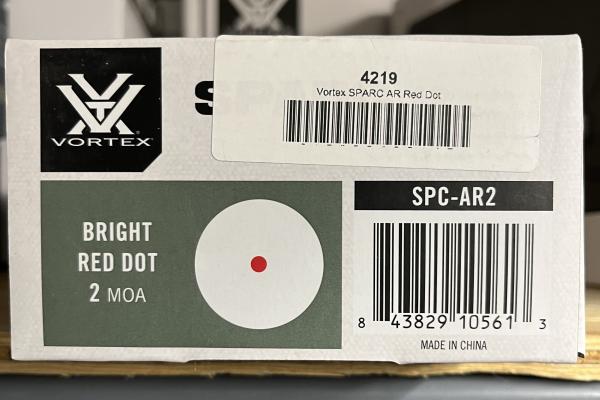 VORTEX
S
4219
Vortex SPARC AR Red Dot
BRIGHT
RED DOT
2 MOA
SPC-AR2
8 43829 10561 3
MADE IN CHINA